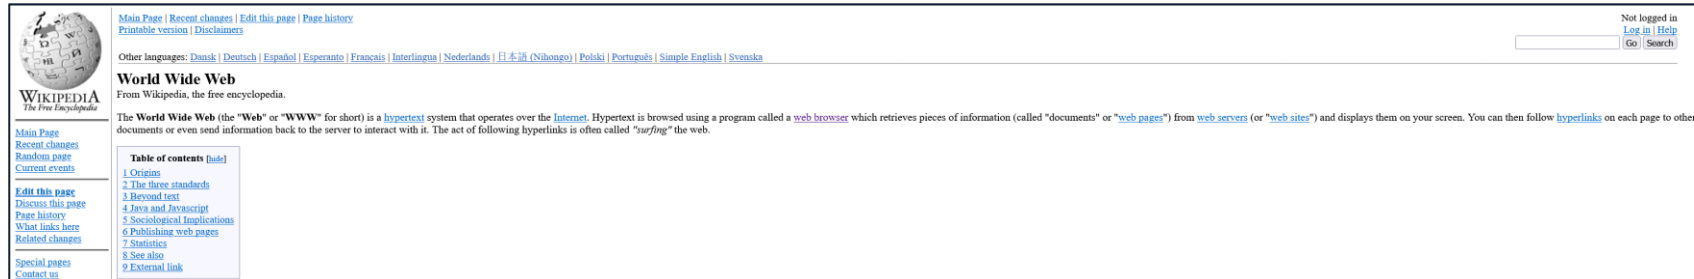 WIKIPEDIA
The Free Encyclopedia
Main Page
Recent changes
Random page
Current events
Edit this page
Discuss this page
Page history
What links here
Related changes
Special pages
Contact us
Main Page | Recent changes | Edit this page | Page history
Printable version | Disclaimers
Not logged in
Log in | Help
Go Search
Other languages: Dansk | Deutsch | Español | Esperanto | Français | Interlingua | Nederlands | 日本語 (Nihongo) | Polski | Português | Simple English | Svenska
World Wide Web
From Wikipedia, the free encyclopedia.
The World Wide Web (the "Web" or "WWW" for short) is a hypertext system that operates over the Internet. Hypertext is browsed using a program called a web browser which retrieves pieces of information (called "documents" or "web pages") from web servers (or "web sites") and displays them on your screen. You can then follow hyperlinks on each page to other
documents or even send information back to the server to interact with it. The act of following hyperlinks is often called "surfing" the web.
Table of contents [hide]
1 Origins
2 The three standards
3 Beyond text
4 Java and Javascript
5 Sociological Implications
6 Publishing web pages
7 Statistics
8 See also
9 External link